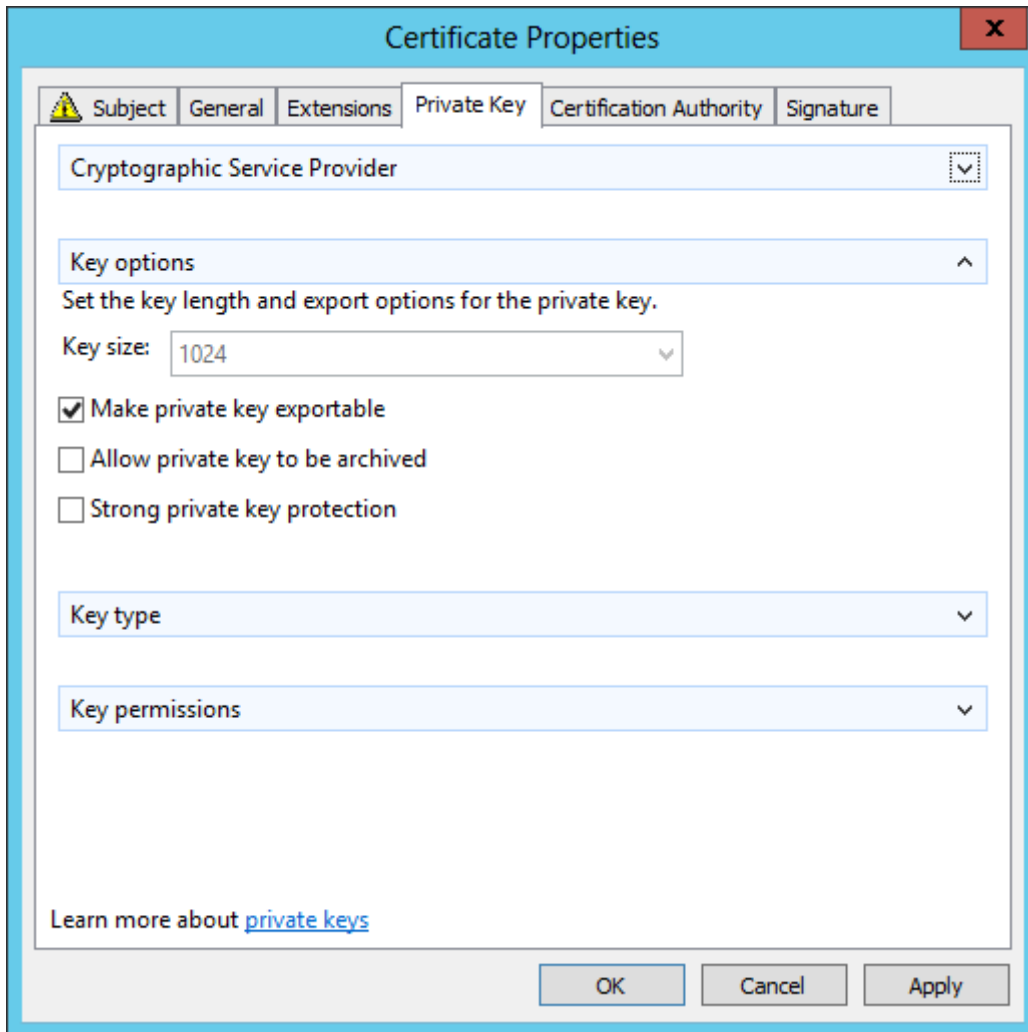 Certificate Properties
x
Subject General Extensions Private Key Certification Authority Signature
Cryptographic Service Provider
Key options
Set the key length and export options for the private key.
Key size: 1024
Make private key exportable
Allow private key to be archived
Strong private key protection
Key type
Key permissions
Learn more about private keys
OK Cancel Apply